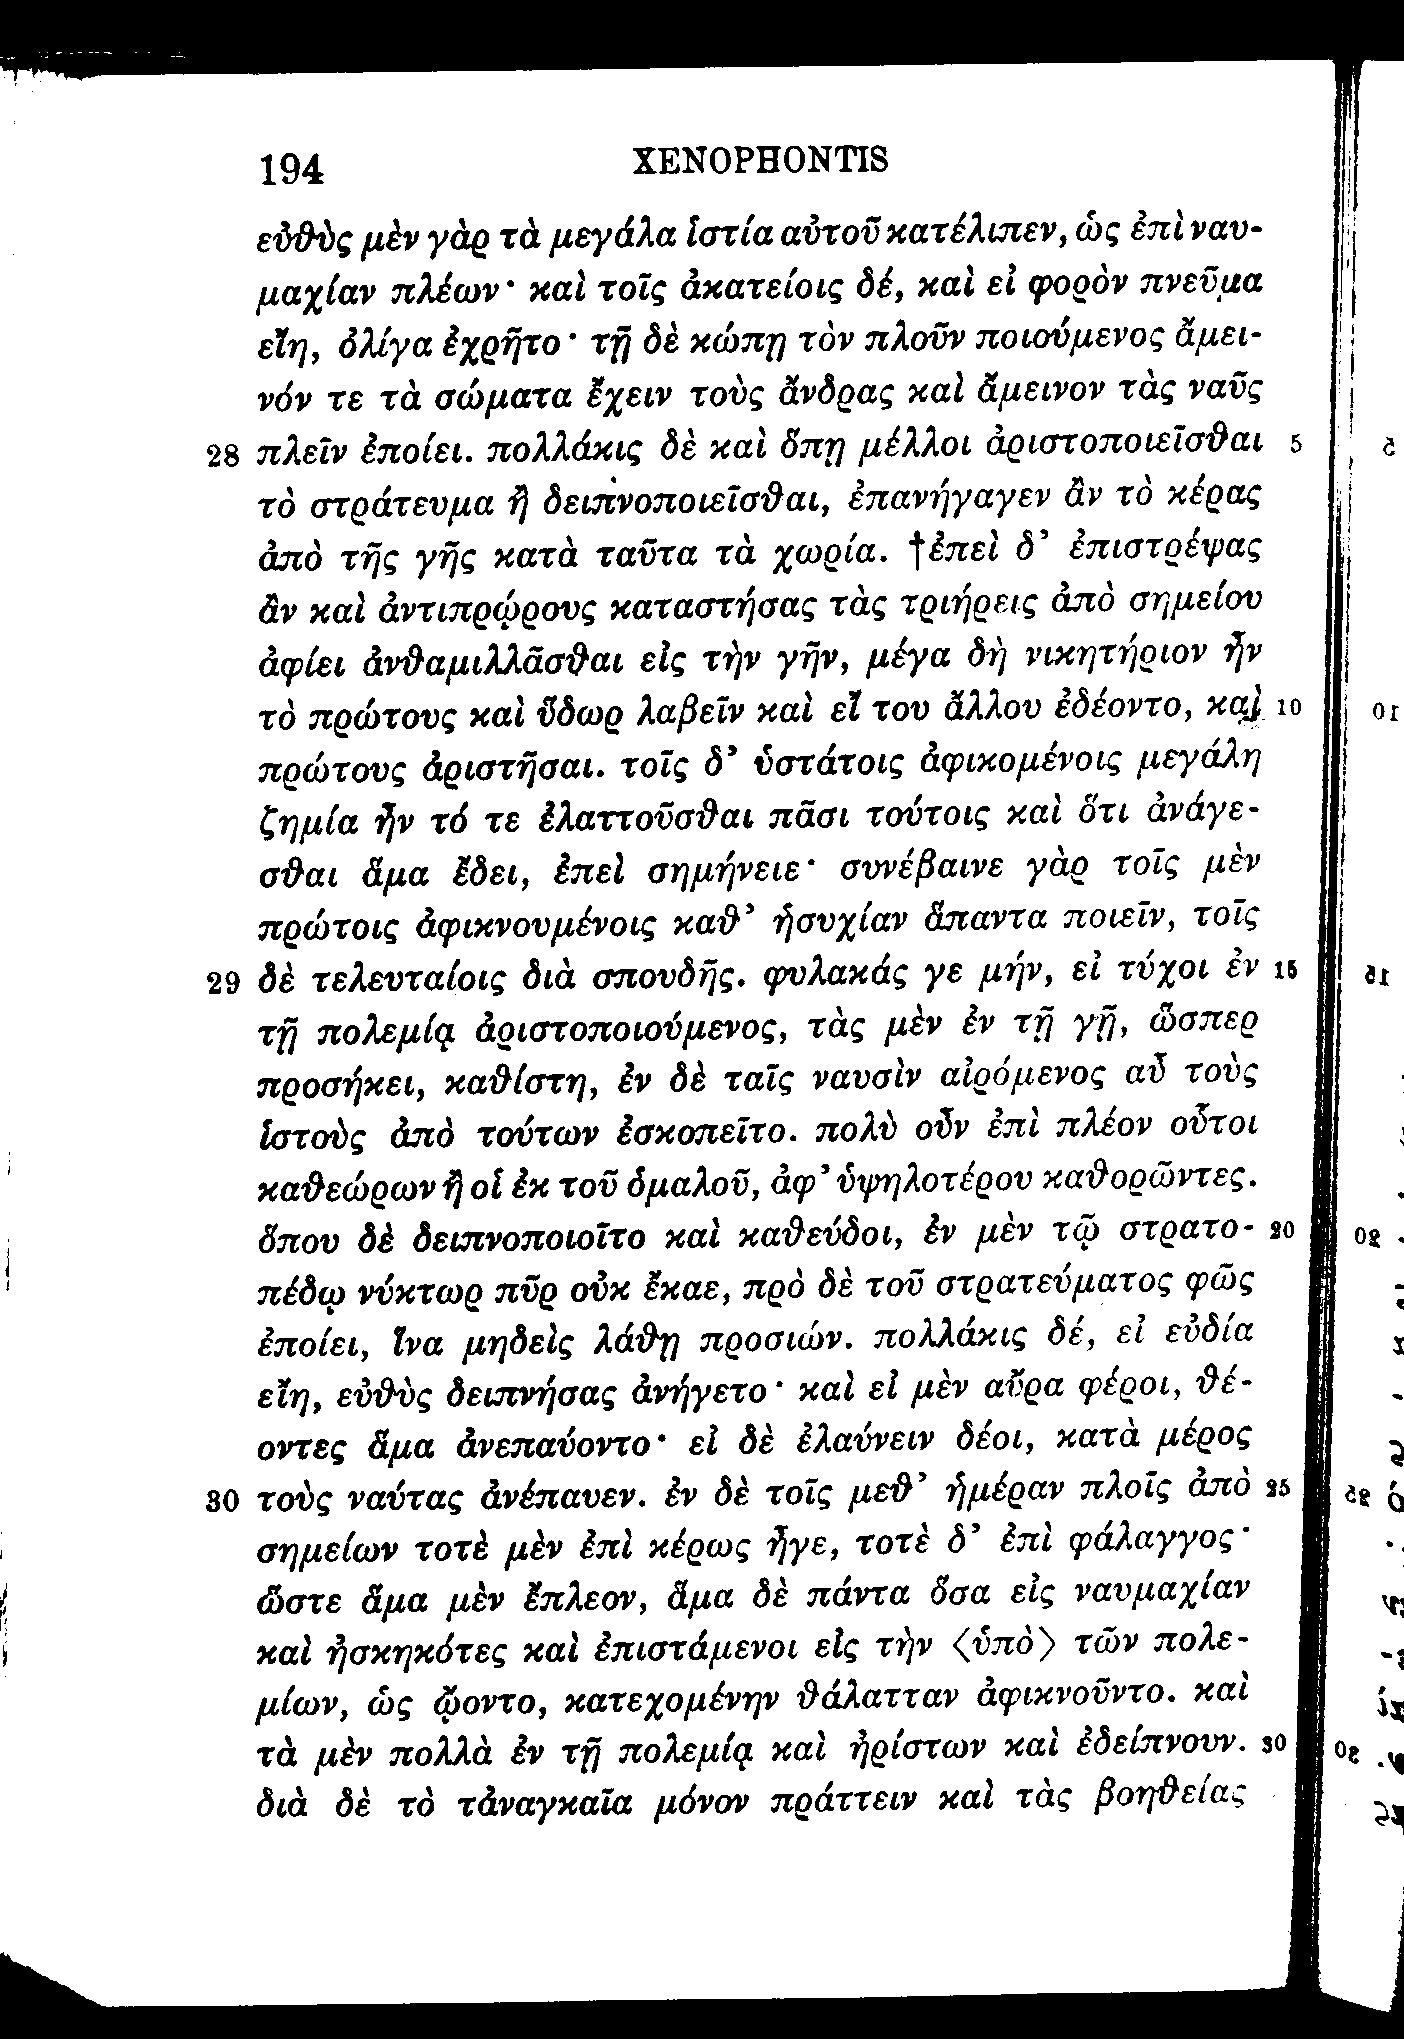 194 XENOPHONTIS
εὐθὺς μὲν γὰρ τὰ μεγάλα ἱστία αὐτοῦ κατέλιπεν, ὡς ἐπὶ ναυ-
μαχίαν πλέων· καὶ τοῖς ἀκατείοις δέ, καὶ εἰ φορὸν πνεῦμα
εἴη, ὀλίγα ἐχρῆτο· τῇ δὲ κώπῃ τὸν πλοῦν ποιούμενος ἄμει-
νόν τε τὰ σώματα ἔχειν τοὺς ἄνδρας καὶ ἄμεινον τὰς ναῦς
28 πλεῖν ἐποίει. πολλάκις δὲ καὶ ὅπῃ μέλλοι ἀριστοποιεῖσθαι 5
τὸ στράτευμα ἢ δειπνοποιεῖσθαι, ἐπανήγαγεν ἂν τὸ κέρας
ἀπὸ τῆς γῆς κατὰ ταῦτα τὰ χωρία. †ἐπεὶ δ’ ἐπιστρέψας
ἂν καὶ ἀντιπρῴρους καταστήσας τὰς τριήρεις ἀπὸ σημείου
ἀφίει ἀνθαμιλλᾶσθαι εἰς τὴν γῆν, μέγα δὴ νικητήριον ἦν
τὸ πρώτους καὶ ὕδωρ λαβεῖν καὶ εἴ του ἄλλου ἐδέοντο, καὶ 10
πρώτους ἀριστῆσαι. τοῖς δ’ ὑστάτοις ἀφικομένοις μεγάλη
ζημία ἦν τό τε ἐλαττοῦσθαι πᾶσι τούτοις καὶ ὅτι ἀνάγε-
σθαι ἅμα ἔδει, ἐπεὶ σημήνειε· συνέβαινε γὰρ τοῖς μὲν
πρώτοις ἀφικνουμένοις καθ’ ἡσυχίαν ἅπαντα ποιεῖν, τοῖς
29 δὲ τελευταίοις διὰ σπουδῆς. φυλακάς γε μήν, εἰ τύχοι ἐν 15
τῇ πολεμίᾳ ἀριστοποιούμενος, τὰς μὲν ἐν τῇ γῇ, ὥσπερ
προσήκει, καθίστη, ἐν δὲ ταῖς ναυσὶν αἰρόμενος αὖ τοὺς
ἱστοὺς ἀπὸ τούτων ἐσκοπεῖτο. πολὺ οὖν ἐπὶ πλέον οὗτοι
καθεώρων ἢ οἱ ἐκ τοῦ ὁμαλοῦ, ἀφ’ ὑψηλοτέρου καθορῶντες.
ὅπου δὲ δειπνοποιοῖτο καὶ καθεύδοι, ἐν μὲν τῷ στρατο- 20
πέδῳ νύκτωρ πῦρ οὐκ ἔκαε, πρὸ δὲ τοῦ στρατεύματος φῶς
ἐποίει, ἵνα μηδεὶς λάθῃ προσιών. πολλάκις δέ, εἰ εὐδία
εἴη, εὐθὺς δειπνήσας ἀνήγετο· καὶ εἰ μὲν αὔρα φέροι, θέ-
οντες ἅμα ἀνεπαύοντο· εἰ δὲ ἐλαύνειν δέοι, κατὰ μέρος
30 τοὺς ναύτας ἀνέπαυεν. ἐν δὲ τοῖς μεθ’ ἡμέραν πλοῖς ἀπὸ 25
σημείων τοτὲ μὲν ἐπὶ κέρως ἦγε, τοτὲ δ’ ἐπὶ φάλαγγος·
ὥστε ἅμα μὲν ἔπλεον, ἅμα δὲ πάντα ὅσα εἰς ναυμαχίαν
καὶ ἠσκηκότες καὶ ἐπιστάμενοι εἰς τὴν ⟨ὑπὸ⟩ τῶν πολε-
μίων, ὡς ᾤοντο, κατεχομένην θάλατταν ἀφικνοῦντο. καὶ
τὰ μὲν πολλὰ ἐν τῇ πολεμίᾳ καὶ ἠρίστων καὶ ἐδείπνουν. 30
διὰ δὲ τὸ τἀναγκαῖα μόνον πράττειν καὶ τὰς βοηθείας